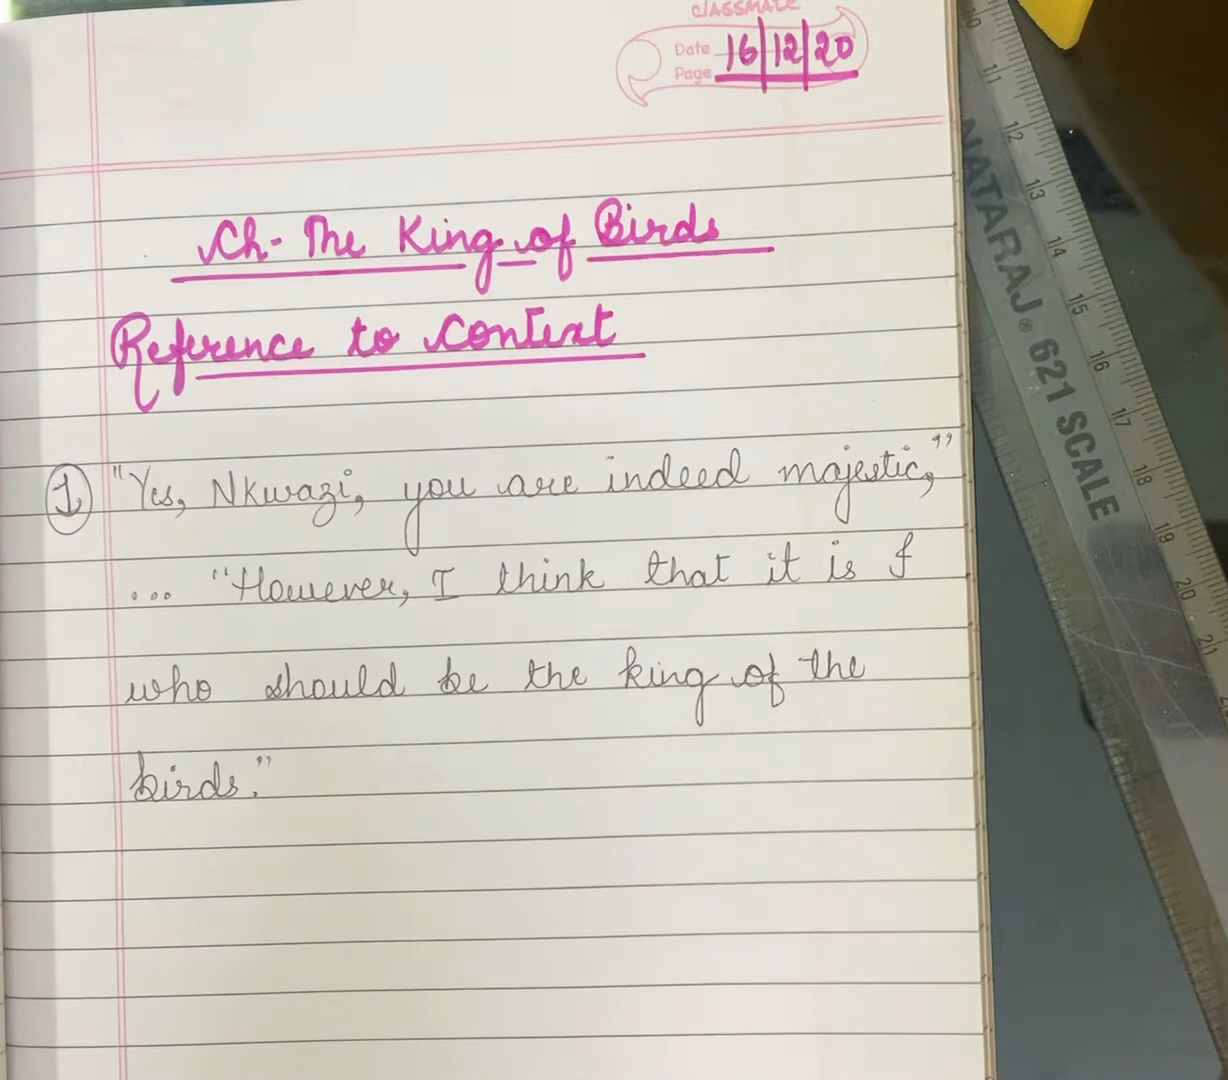 classmate
Date 16/12/20
Page
Ch- The King of Birds
Reference to Context
1 "Yes, Nkwazi, you are indeed majestic,"
... "However, I think that it is I
who should be the king of the
birds."
10 11 12 13 14 15 16 17 18 19 20 21
NATARAJ® 621 SCALE